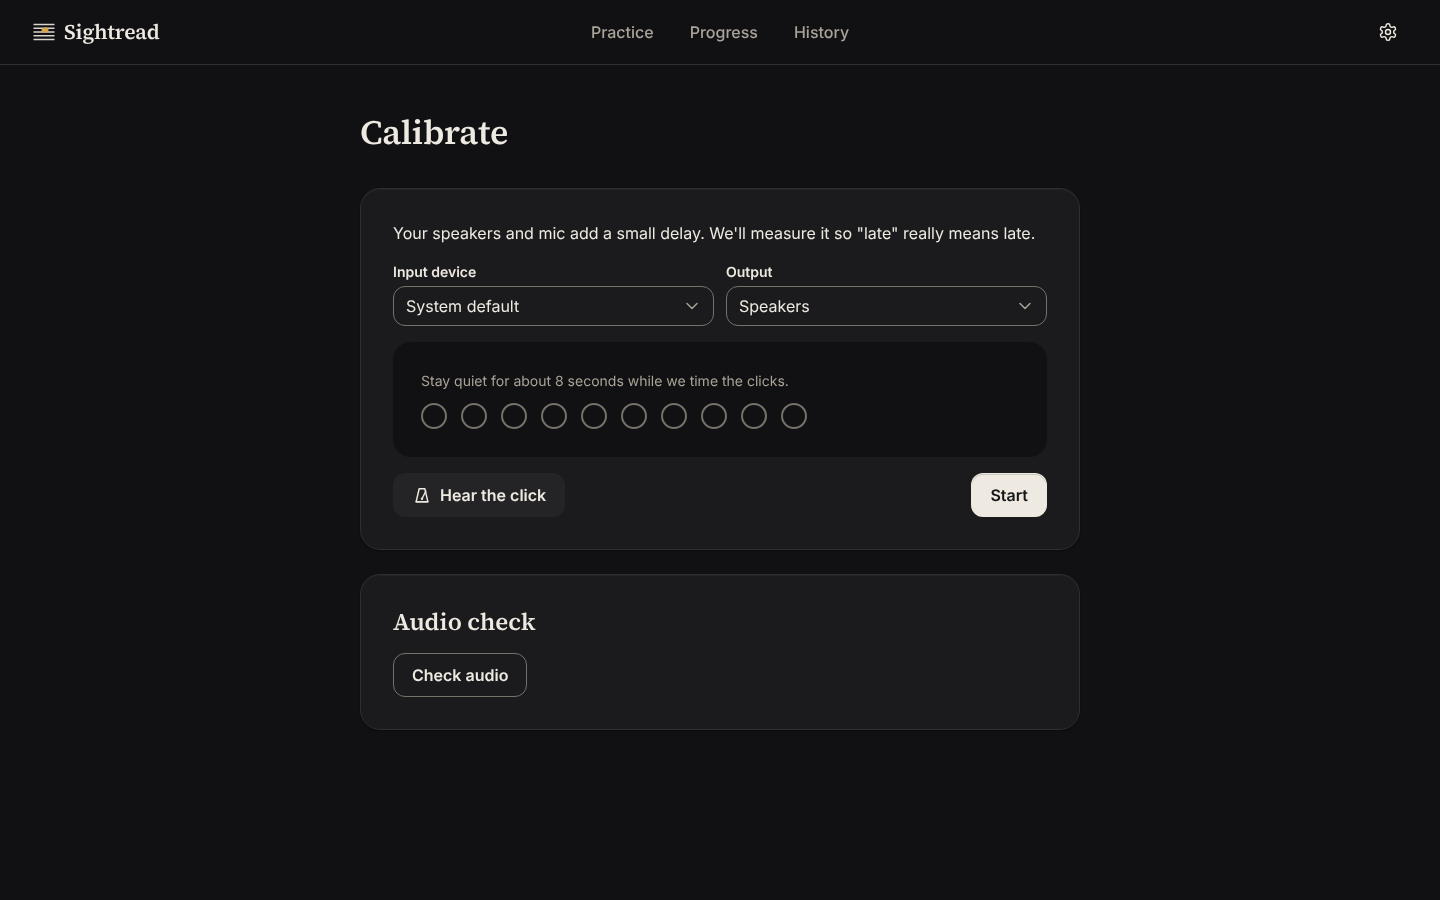 Sightread
Practice
Progress
History
Calibrate
Your speakers and mic add a small delay. We'll measure it so "late" really means late.
Input device
Output
System default
Speakers
Stay quiet for about 8 seconds while we time the clicks.
Hear the click
Start
Audio check
Check audio